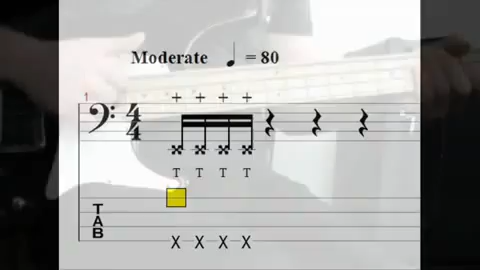 Moderate = 80
1
+ + + +
4
4
T T T T
T
A
B
X X X X